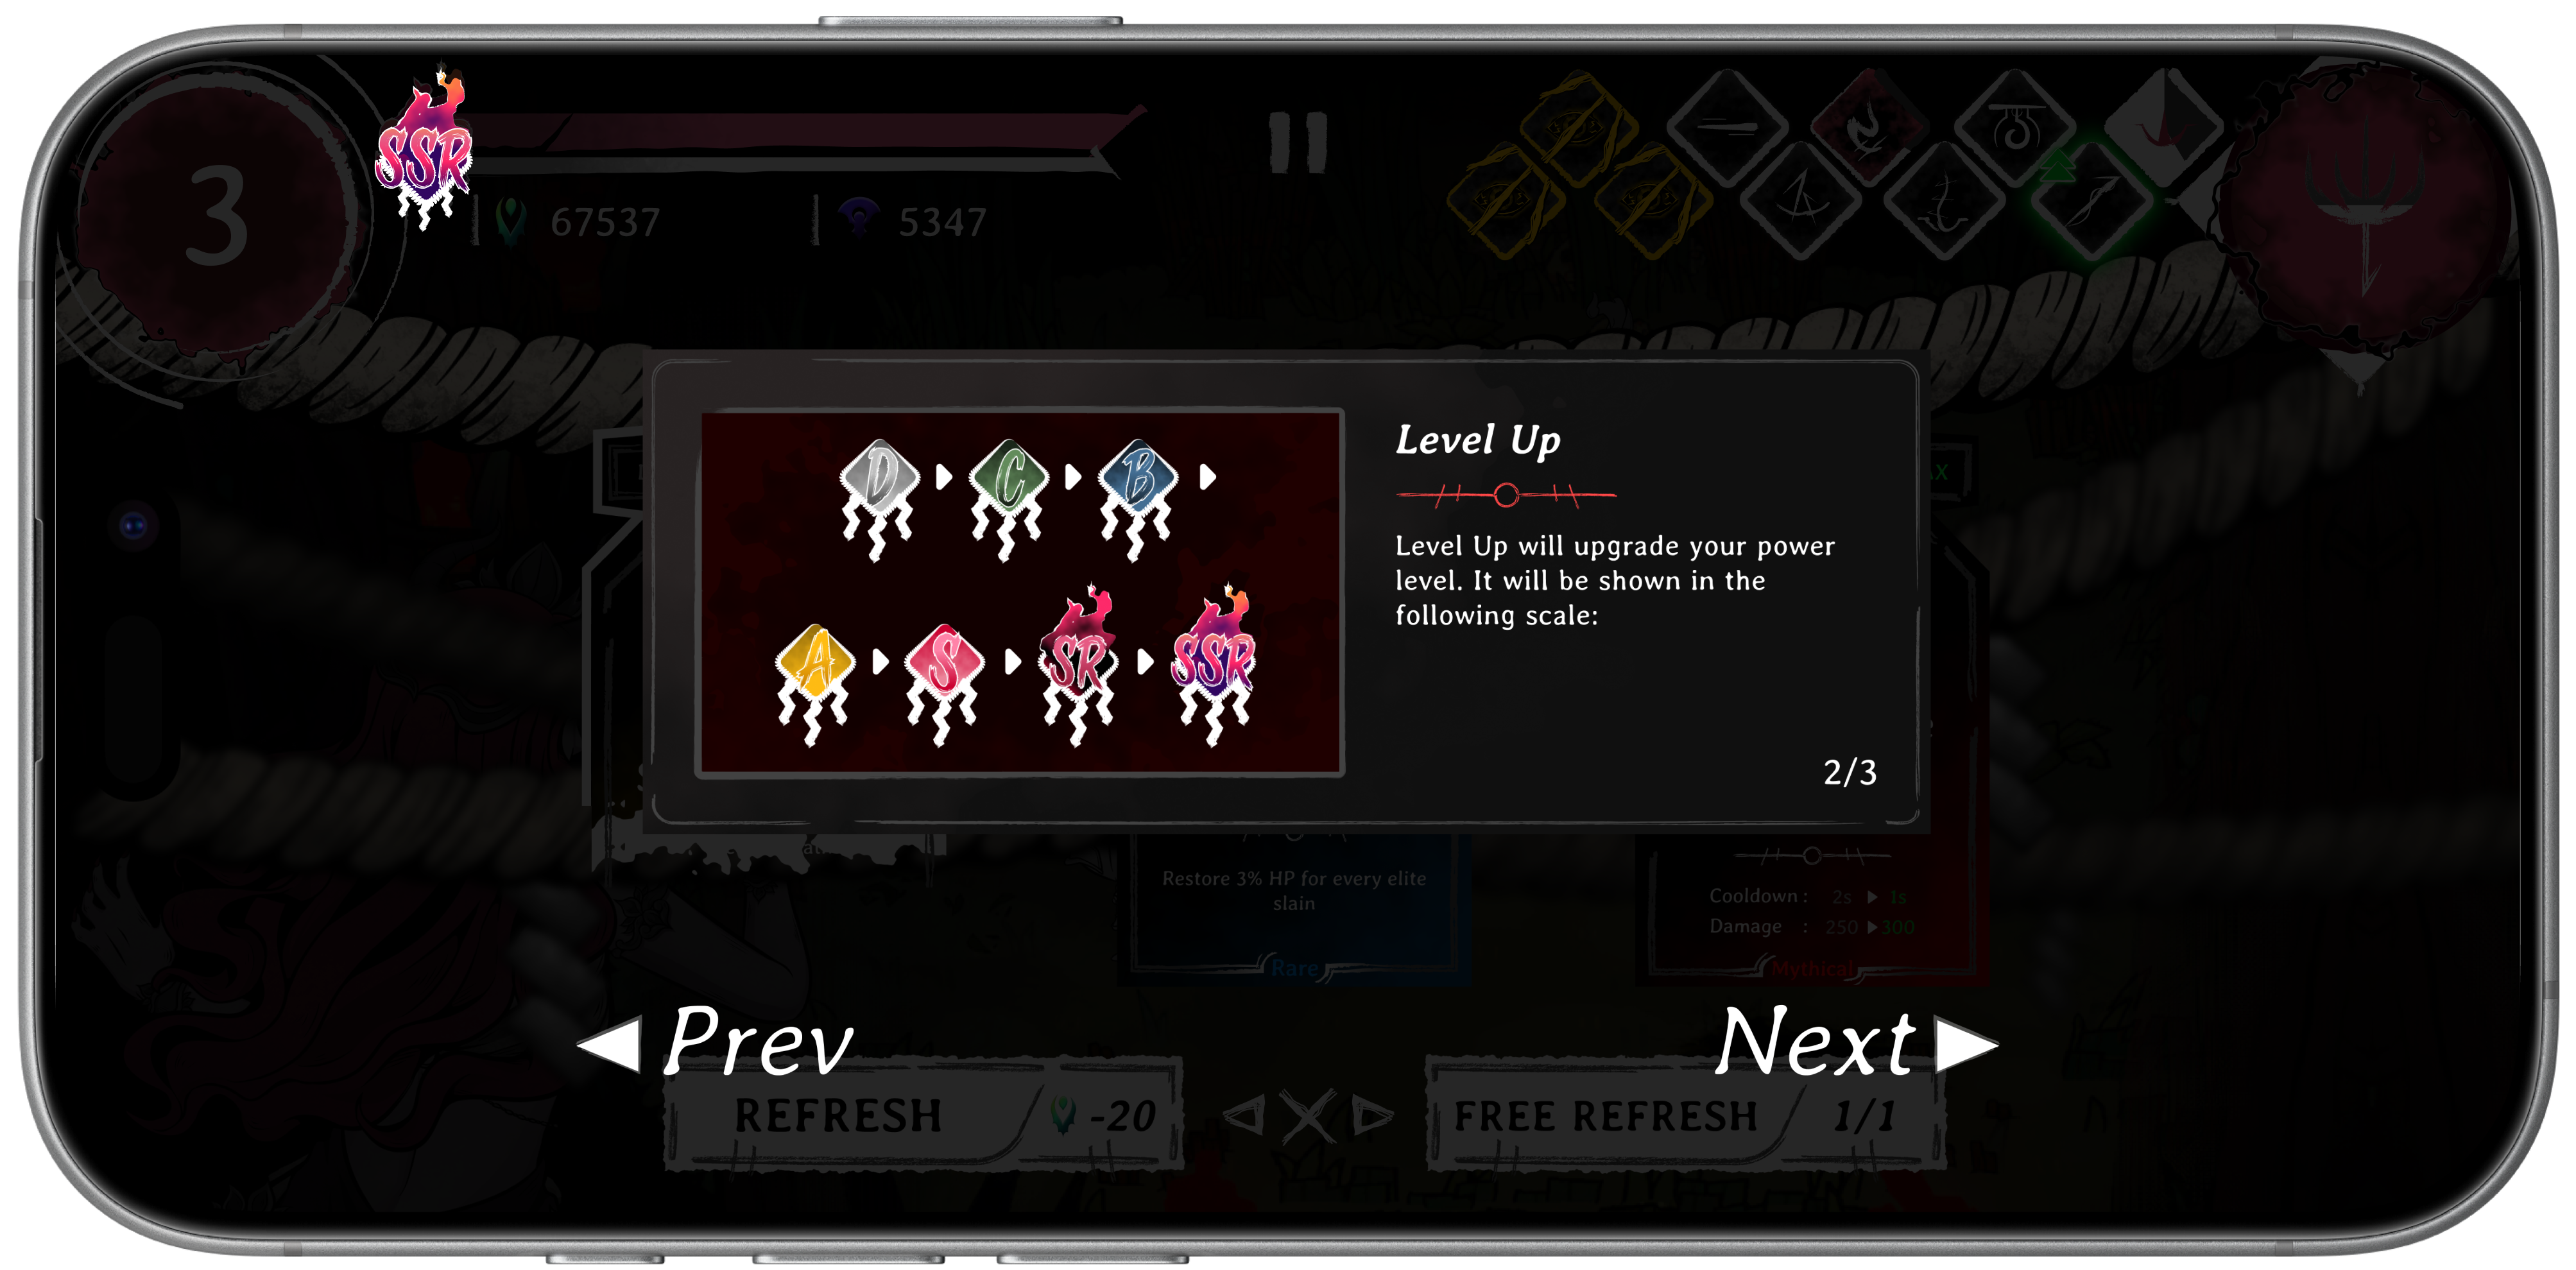 3
SSR
67537
5347
D
C
B
A
S
SR
SSR
Level Up
Level Up will upgrade your power
level. It will be shown in the
following scale:
2/3
Restore 3% HP for every elite
slain
Rare
Cooldown : 2s 1s
Damage : 250 300
Mythical
Prev
Next
REFRESH -20
FREE REFRESH 1/1